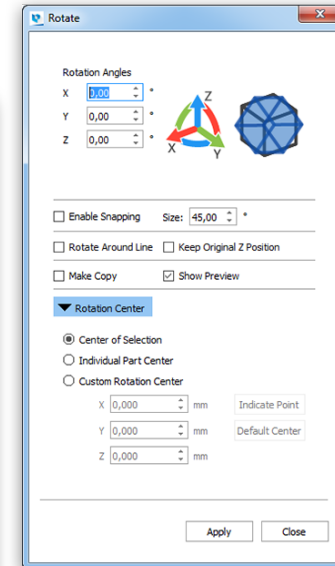 Rotate
Rotation Angles
X 0,00 °
Y 0,00 °
Z 0,00 °
Z
X
Y
Enable Snapping Size: 45,00 °
Rotate Around Line Keep Original Z Position
Make Copy Show Preview
Rotation Center
Center of Selection
Individual Part Center
Custom Rotation Center
X 0,000 mm Indicate Point
Y 0,000 mm Default Center
Z 0,000 mm
Apply Close